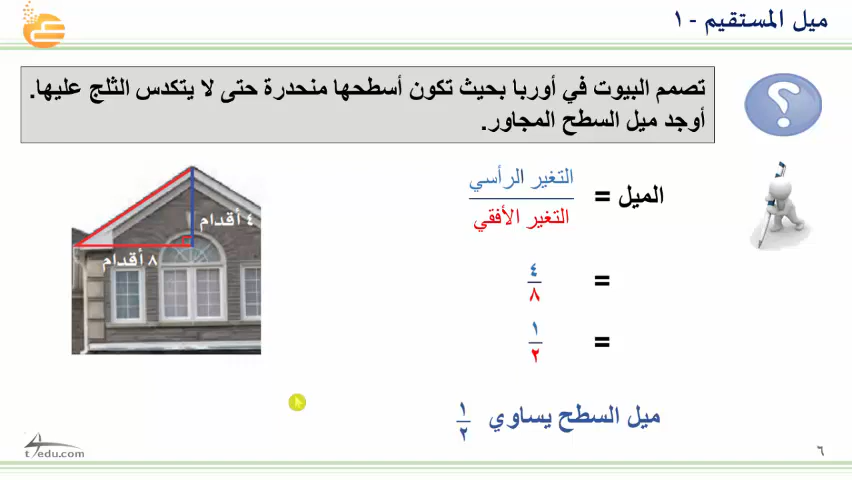 ميل المستقيم - ١
تصمم البيوت في أوربا بحيث تكون أسطحها منحدرة حتى لا يتكدس الثلج عليها.
أوجد ميل السطح المجاور.
الميل = التغير الرأسي
التغير الأفقي
٤ أقدام
٨ أقدام
= ٤
٨
= ١
٢
ميل السطح يساوي ١
٢
t4edu.com
٦